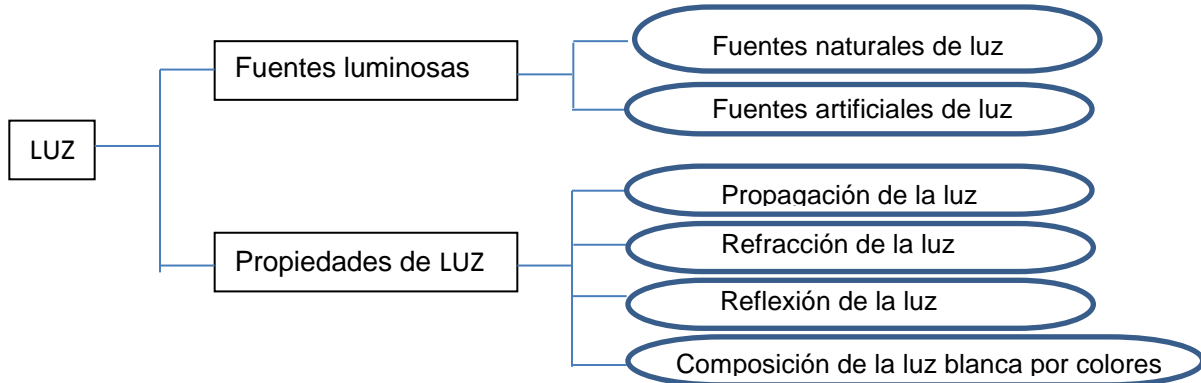 LUZ
Fuentes luminosas
Fuentes naturales de luz
Fuentes artificiales de luz
Propiedades de LUZ
Propagación de la luz
Refracción de la luz
Reflexión de la luz
Composición de la luz blanca por colores